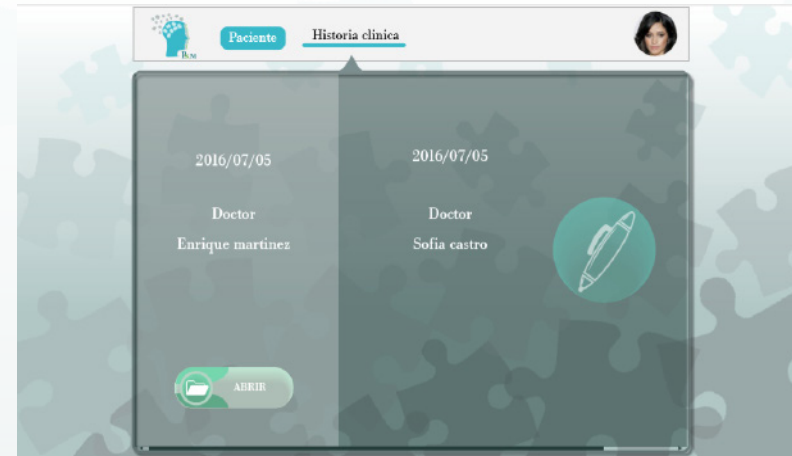 Paciente
Historia clinica
2016/07/05
Doctor
Enrique martinez
ABRIR
2016/07/05
Doctor
Sofia castro